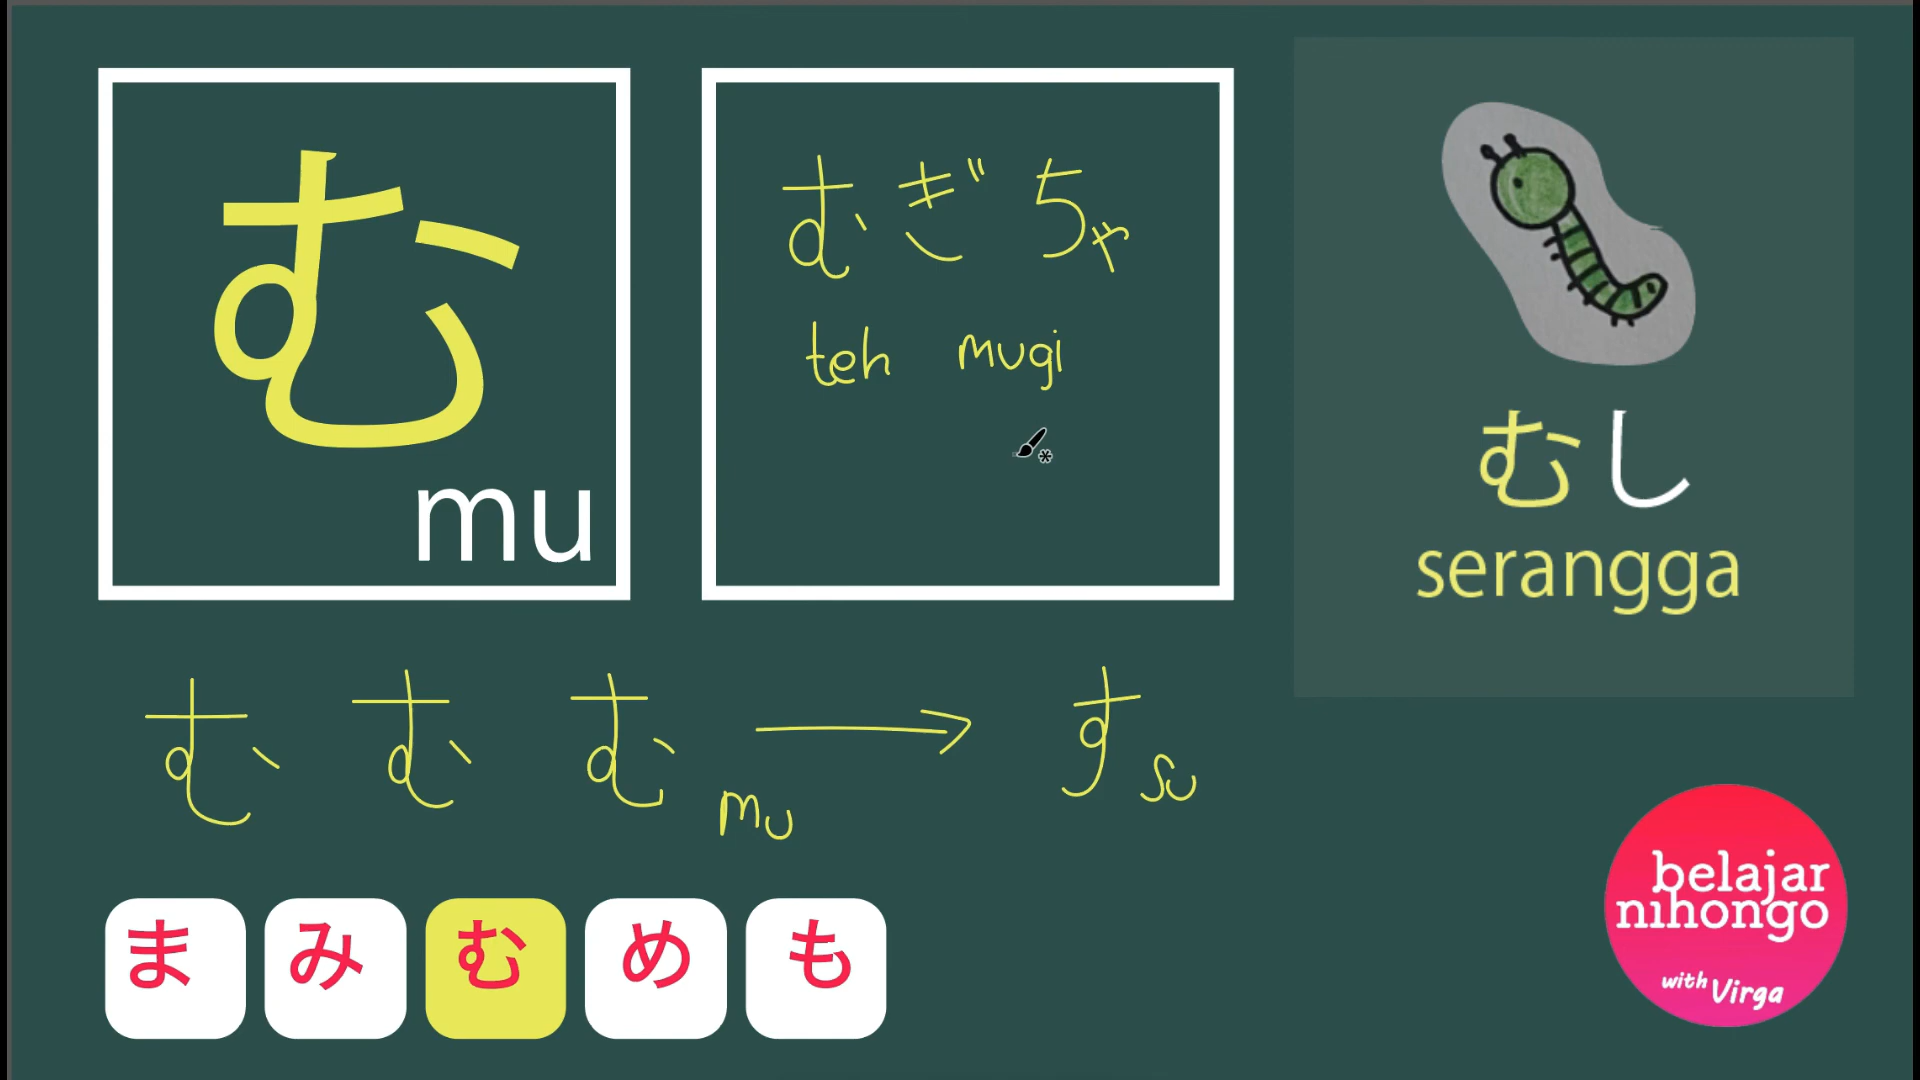 む
mu
むぎちゃ
teh mugi
むし
serangga
む む む mu → す su
ま み む め も
belajar
nihongo
with Virga